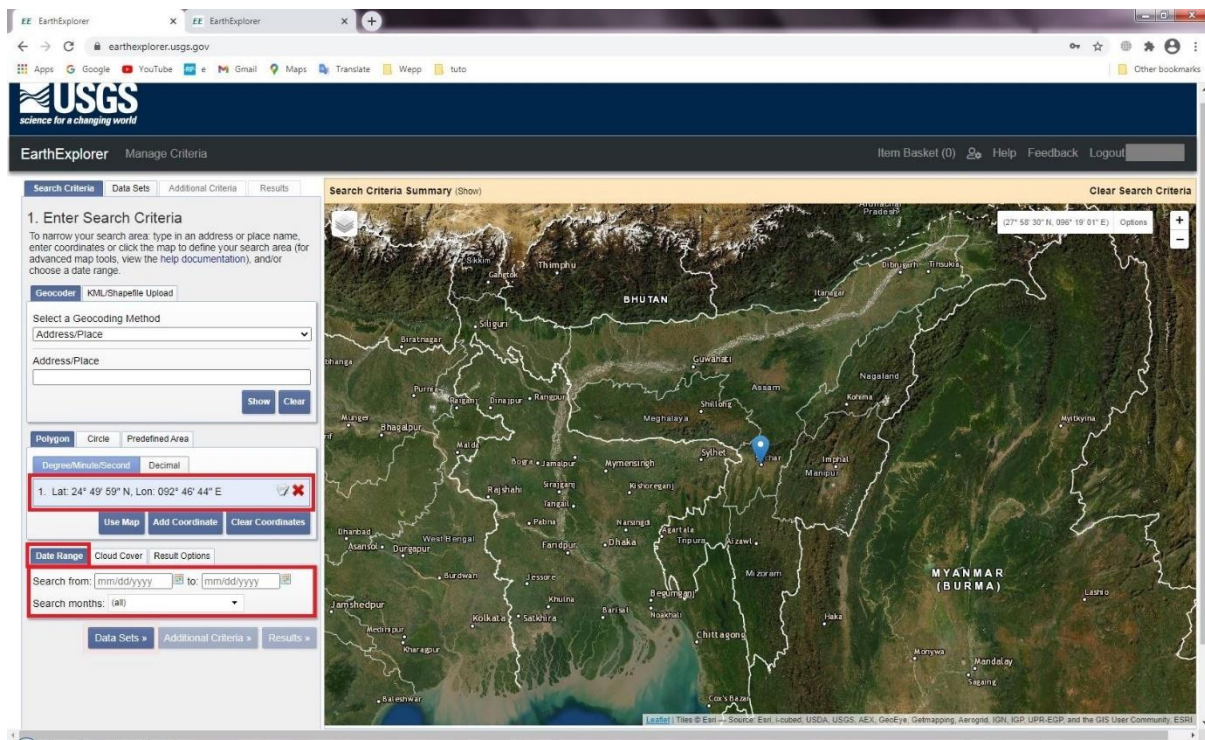 EE EarthExplorer × EE EarthExplorer × +
earthexplorer.usgs.gov
Apps Google YouTube e Gmail Maps Translate Wepp tuto Other bookmarks
USGS
science for a changing world
EarthExplorer Manage Criteria Item Basket (0) Help Feedback Logout
Search Criteria Data Sets Additional Criteria Results
Search Criteria Summary (Show) Clear Search Criteria
1. Enter Search Criteria
To narrow your search area: type in an address or place name,
enter coordinates or click the map to define your search area (for
advanced map tools, view the help documentation), and/or
choose a date range.
Geocoder KML/Shapefile Upload
Select a Geocoding Method
Address/Place
Address/Place
Show Clear
Polygon Circle Predefined Area
Degree/Minute/Second Decimal
1. Lat: 24° 49' 59" N, Lon: 092° 46' 44" E
Use Map Add Coordinate Clear Coordinates
Date Range Cloud Cover Result Options
Search from: mm/dd/yyyy to: mm/dd/yyyy
Search months: (all)
Data Sets » Additional Criteria » Results »
(27° 58' 30" N, 096° 19' 01" E) Options
+
−
Pradesh
Sikkim
Thimphu
Gangtok
Dibrugarh Tinsukia
BHUTAN
Itanagar
Siliguri
Biratnagar
Guwahati
Purnia
Raiganj Dinajpur Rangpur
Assam
Nagaland
Kohima
Shillong
Meghalaya
Munger
Bhagalpur
Myitkyina
Malda
Sylhet
Imphal
Manipur
Bogra Jamalpur Mymensingh
Rajshahi Sirajganj Kishoreganj
Tangail
Pabna Narsingdi
Dhanbad
Agartala
Asansol Durgapur West Bengal
Faridpur Dhaka Tripura Aizawl
Burdwan Jessore
Mizoram
MYANMAR
(BURMA)
Lashio
Khulna
Begumganj
Jamshedpur
Kolkata Satkhira Barisal Noakhali
Haka
Medinipur
Kharagpur
Chittagong
Monywa
Mandalay
Sagaing
Baleshwar
Cox's Bazar
Leaflet | Tiles © Esri — Source: Esri, i-cubed, USDA, USGS, AEX, GeoEye, Getmapping, Aerogrid, IGN, IGP, UPR-EGP, and the GIS User Community, ESRI